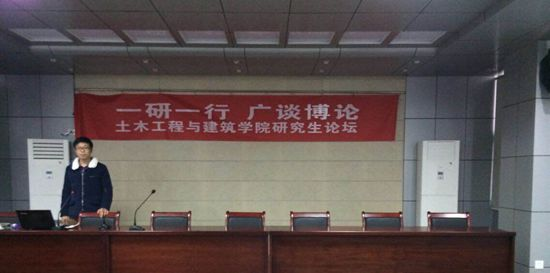 一研一行 广谈博论
土木工程与建筑学院研究生论坛